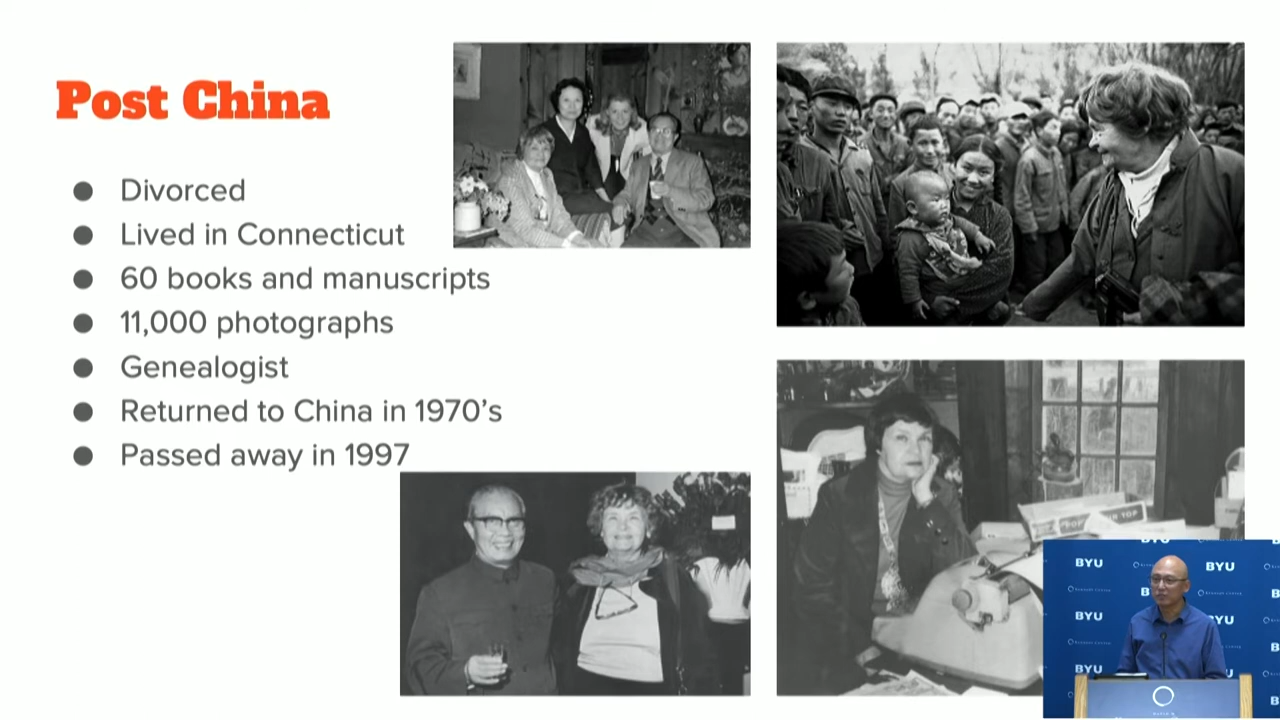 Post China
Divorced
Lived in Connecticut
60 books and manuscripts
11,000 photographs
Genealogist
Returned to China in 1970’s
Passed away in 1997
TOP
BYU
BYU
BYU
BYU